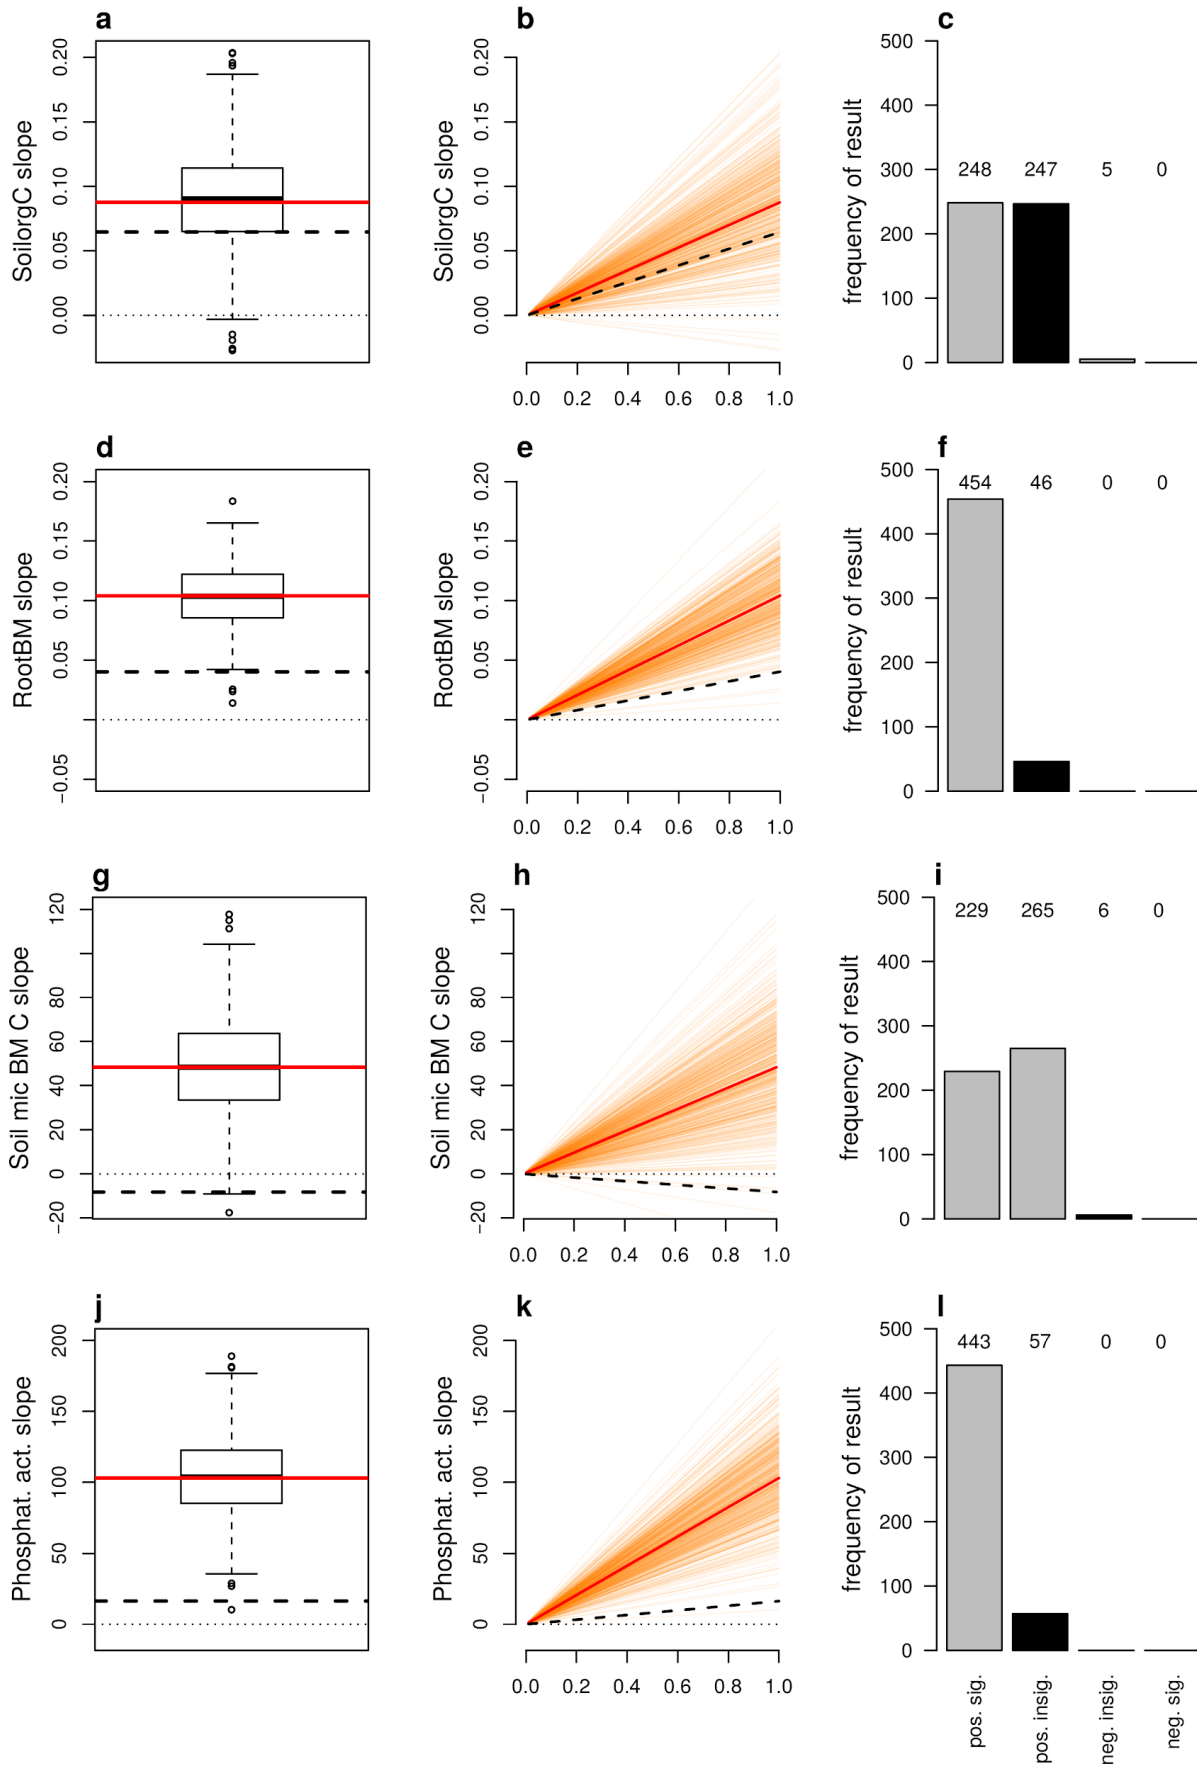 a
SoilorgC slope
0.00 0.05 0.10 0.15 0.20
b
SoilorgC slope
0.00 0.05 0.10 0.15 0.20
0.0 0.2 0.4 0.6 0.8 1.0
c
frequency of result
0 100 200 300 400 500
248 247 5 0
d
RootBM slope
−0.05 0.05 0.10 0.15 0.20
e
RootBM slope
−0.05 0.05 0.10 0.15 0.20
0.0 0.2 0.4 0.6 0.8 1.0
f
frequency of result
0 100 200 300 400 500
454 46 0 0
g
Soil mic BM C slope
−20 0 20 40 60 80 120
h
Soil mic BM C slope
−20 0 20 40 60 80 120
0.0 0.2 0.4 0.6 0.8 1.0
i
frequency of result
0 100 200 300 400 500
229 265 6 0
j
Phosphat. act. slope
0 50 100 150 200
k
Phosphat. act. slope
0 50 100 150 200
0.0 0.2 0.4 0.6 0.8 1.0
l
frequency of result
0 100 200 300 400 500
443 57 0 0
pos. sig.
pos. insig.
neg. insig.
neg. sig.